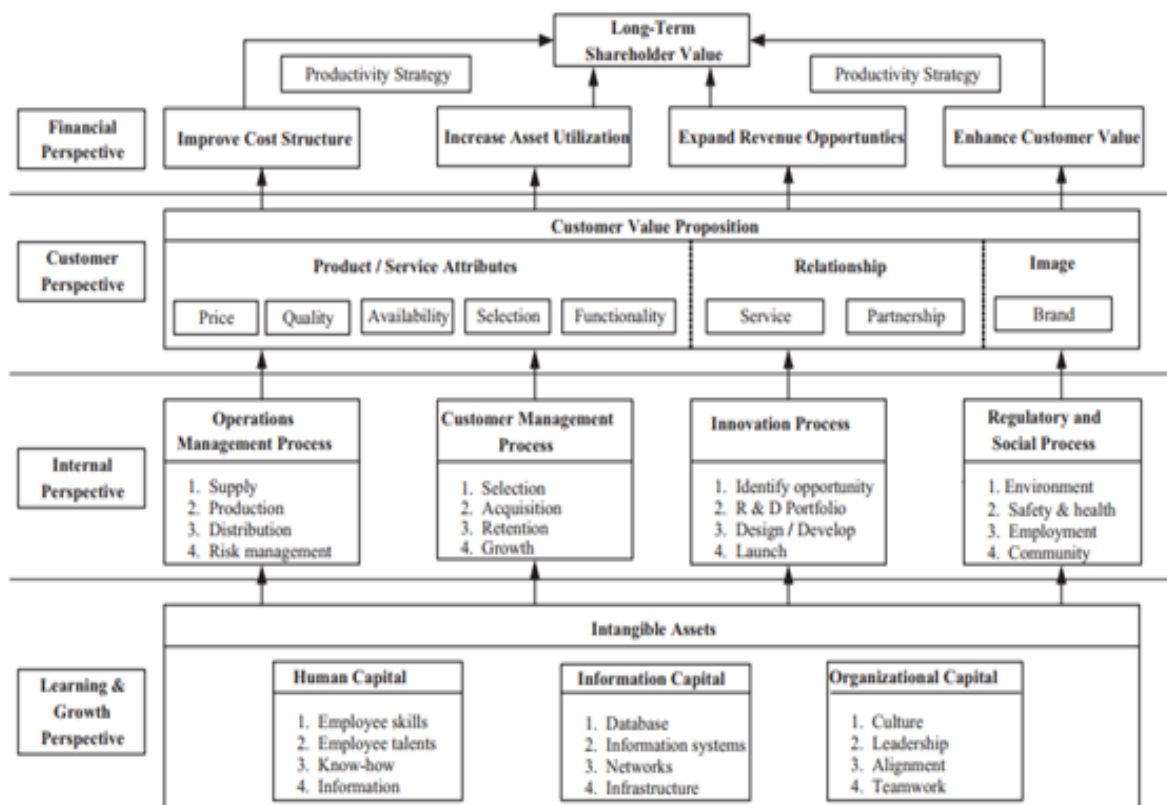 Long-Term
Shareholder Value
Productivity Strategy
Productivity Strategy
Financial
Perspective
Improve Cost Structure
Increase Asset Utilization
Expand Revenue Opportunties
Enhance Customer Value
Customer Value Proposition
Customer
Perspective
Product / Service Attributes
Relationship
Image
Price
Quality
Availability
Selection
Functionality
Service
Partnership
Brand
Internal
Perspective
Operations
Management Process
1. Supply
2. Production
3. Distribution
4. Risk management
Customer Management
Process
1. Selection
2. Acquisition
3. Retention
4. Growth
Innovation Process
1. Identify opportunity
2. R & D Portfolio
3. Design / Develop
4. Launch
Regulatory and
Social Process
1. Environment
2. Safety & health
3. Employment
4. Community
Intangible Assets
Learning &
Growth
Perspective
Human Capital
1. Employee skills
2. Employee talents
3. Know-how
4. Information
Information Capital
1. Database
2. Information systems
3. Networks
4. Infrastructure
Organizational Capital
1. Culture
2. Leadership
3. Alignment
4. Teamwork